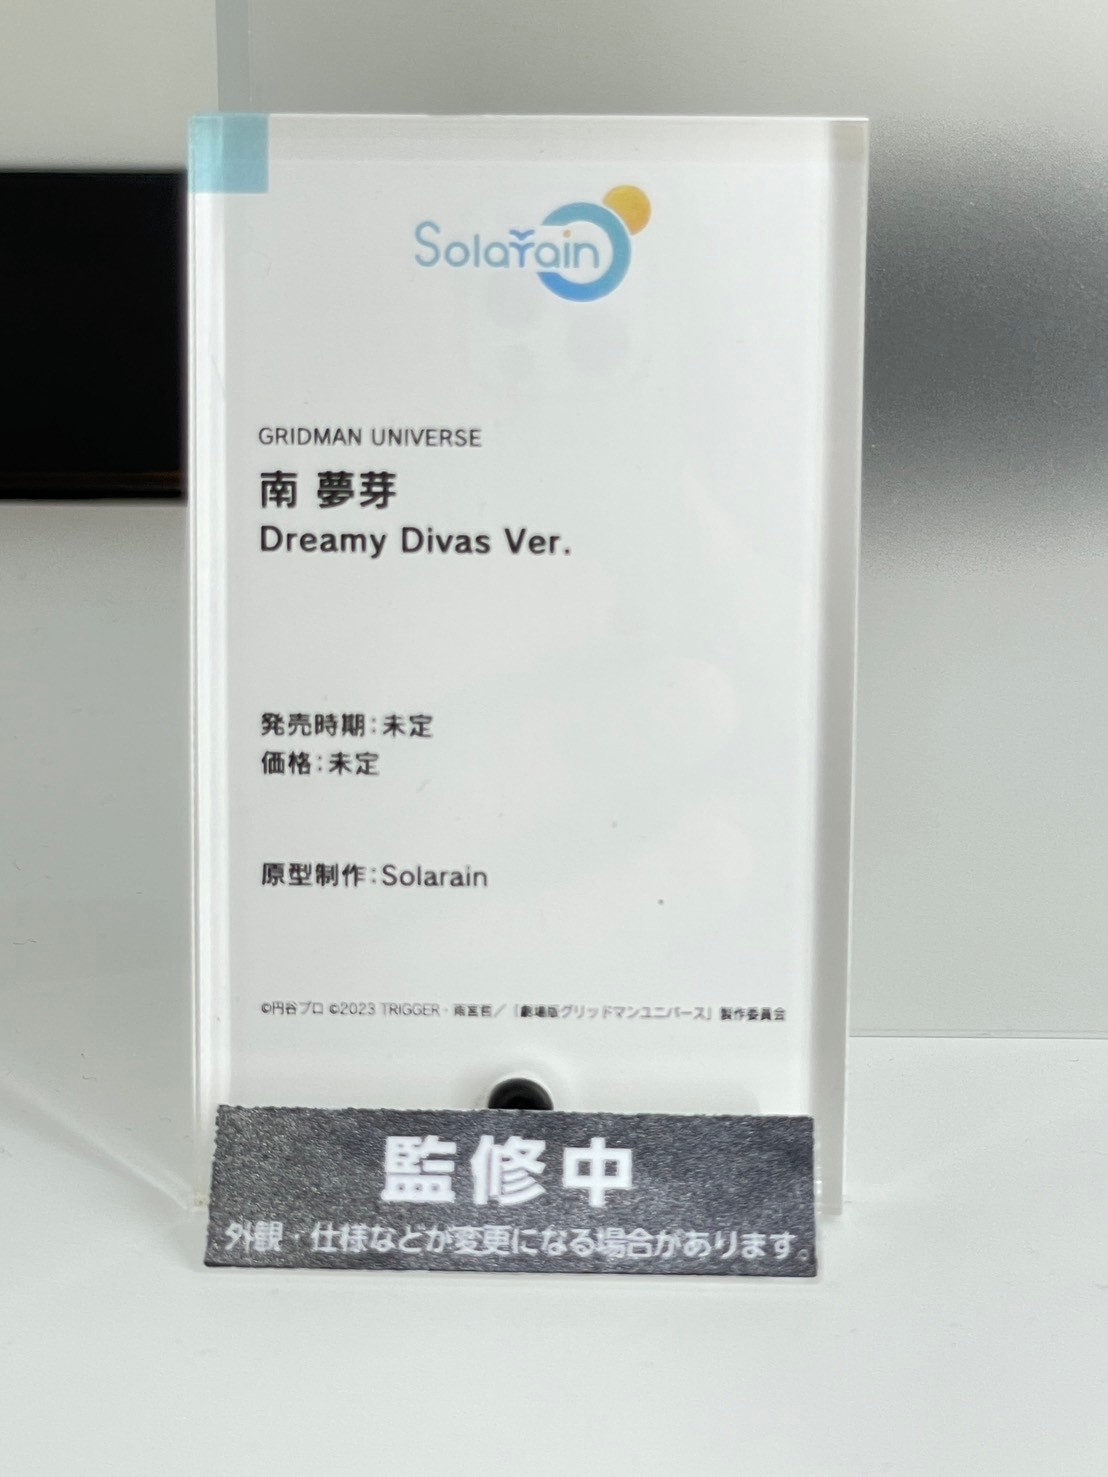 Solarain
GRIDMAN UNIVERSE
南 夢芽
Dreamy Divas Ver.
発売時期:未定
価格:未定
原型制作:Solarain
©円谷プロ ©2023 TRIGGER・雨宮哲/「劇場版グリッドマンユニバース」製作委員会
監修中
外観・仕様などが変更になる場合があります。